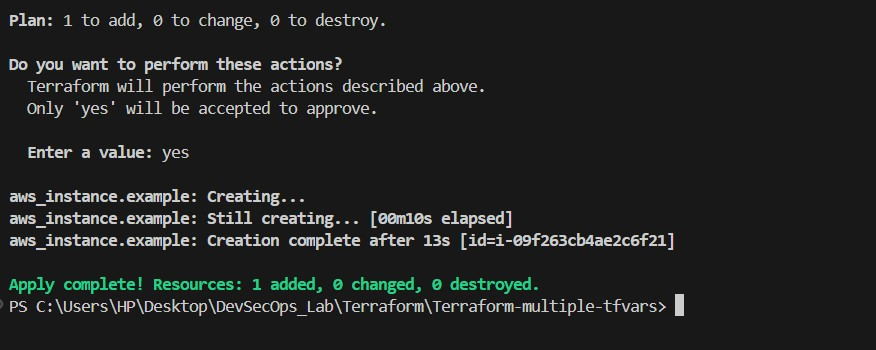 Plan: 1 to add, 0 to change, 0 to destroy.
Do you want to perform these actions?
Terraform will perform the actions described above.
Only 'yes' will be accepted to approve.
Enter a value: yes
aws_instance.example: Creating...
aws_instance.example: Still creating... [00m10s elapsed]
aws_instance.example: Creation complete after 13s [id=i-09f263cb4ae2c6f21]
Apply complete! Resources: 1 added, 0 changed, 0 destroyed.
PS C:\Users\HP\Desktop\DevSecOps_Lab\Terraform\Terraform-multiple-tfvars>